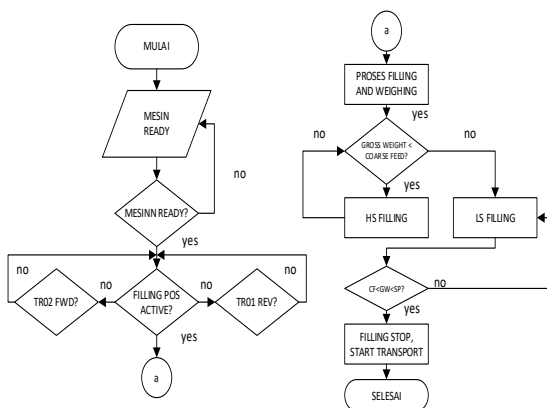 MULAI
MESIN
READY
no
MESINN READY?
yes
no
no
TR02 FWD?
no
FILLING POS
ACTIVE?
no
TR01 REV?
yes
a
a
PROSES FILLING
AND WEIGHING
yes
no
GROSS WEIGHT <
COARSE FEED?
no
yes
HS FILLING
LS FILLING
CF<GW<SP?
no
yes
FILLING STOP,
START TRANSPORT
SELESAI